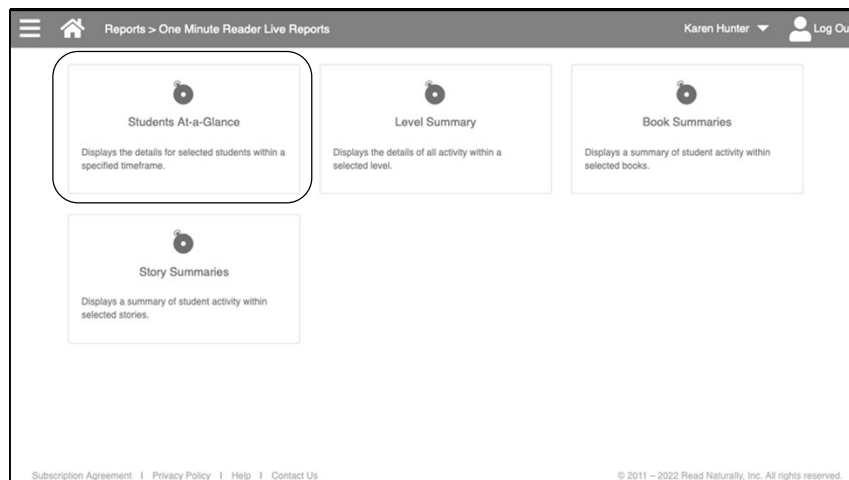 Reports > One Minute Reader Live Reports
Karen Hunter
Log Ou
Students At-a-Glance
Displays the details for selected students within a
specified timeframe.
Level Summary
Displays the details of all activity within a
selected level.
Book Summaries
Displays a summary of student activity within
selected books.
Story Summaries
Displays a summary of student activity within
selected stories.
Subscription Agreement | Privacy Policy | Help | Contact Us
© 2011 – 2022 Read Naturally, Inc. All rights reserved.